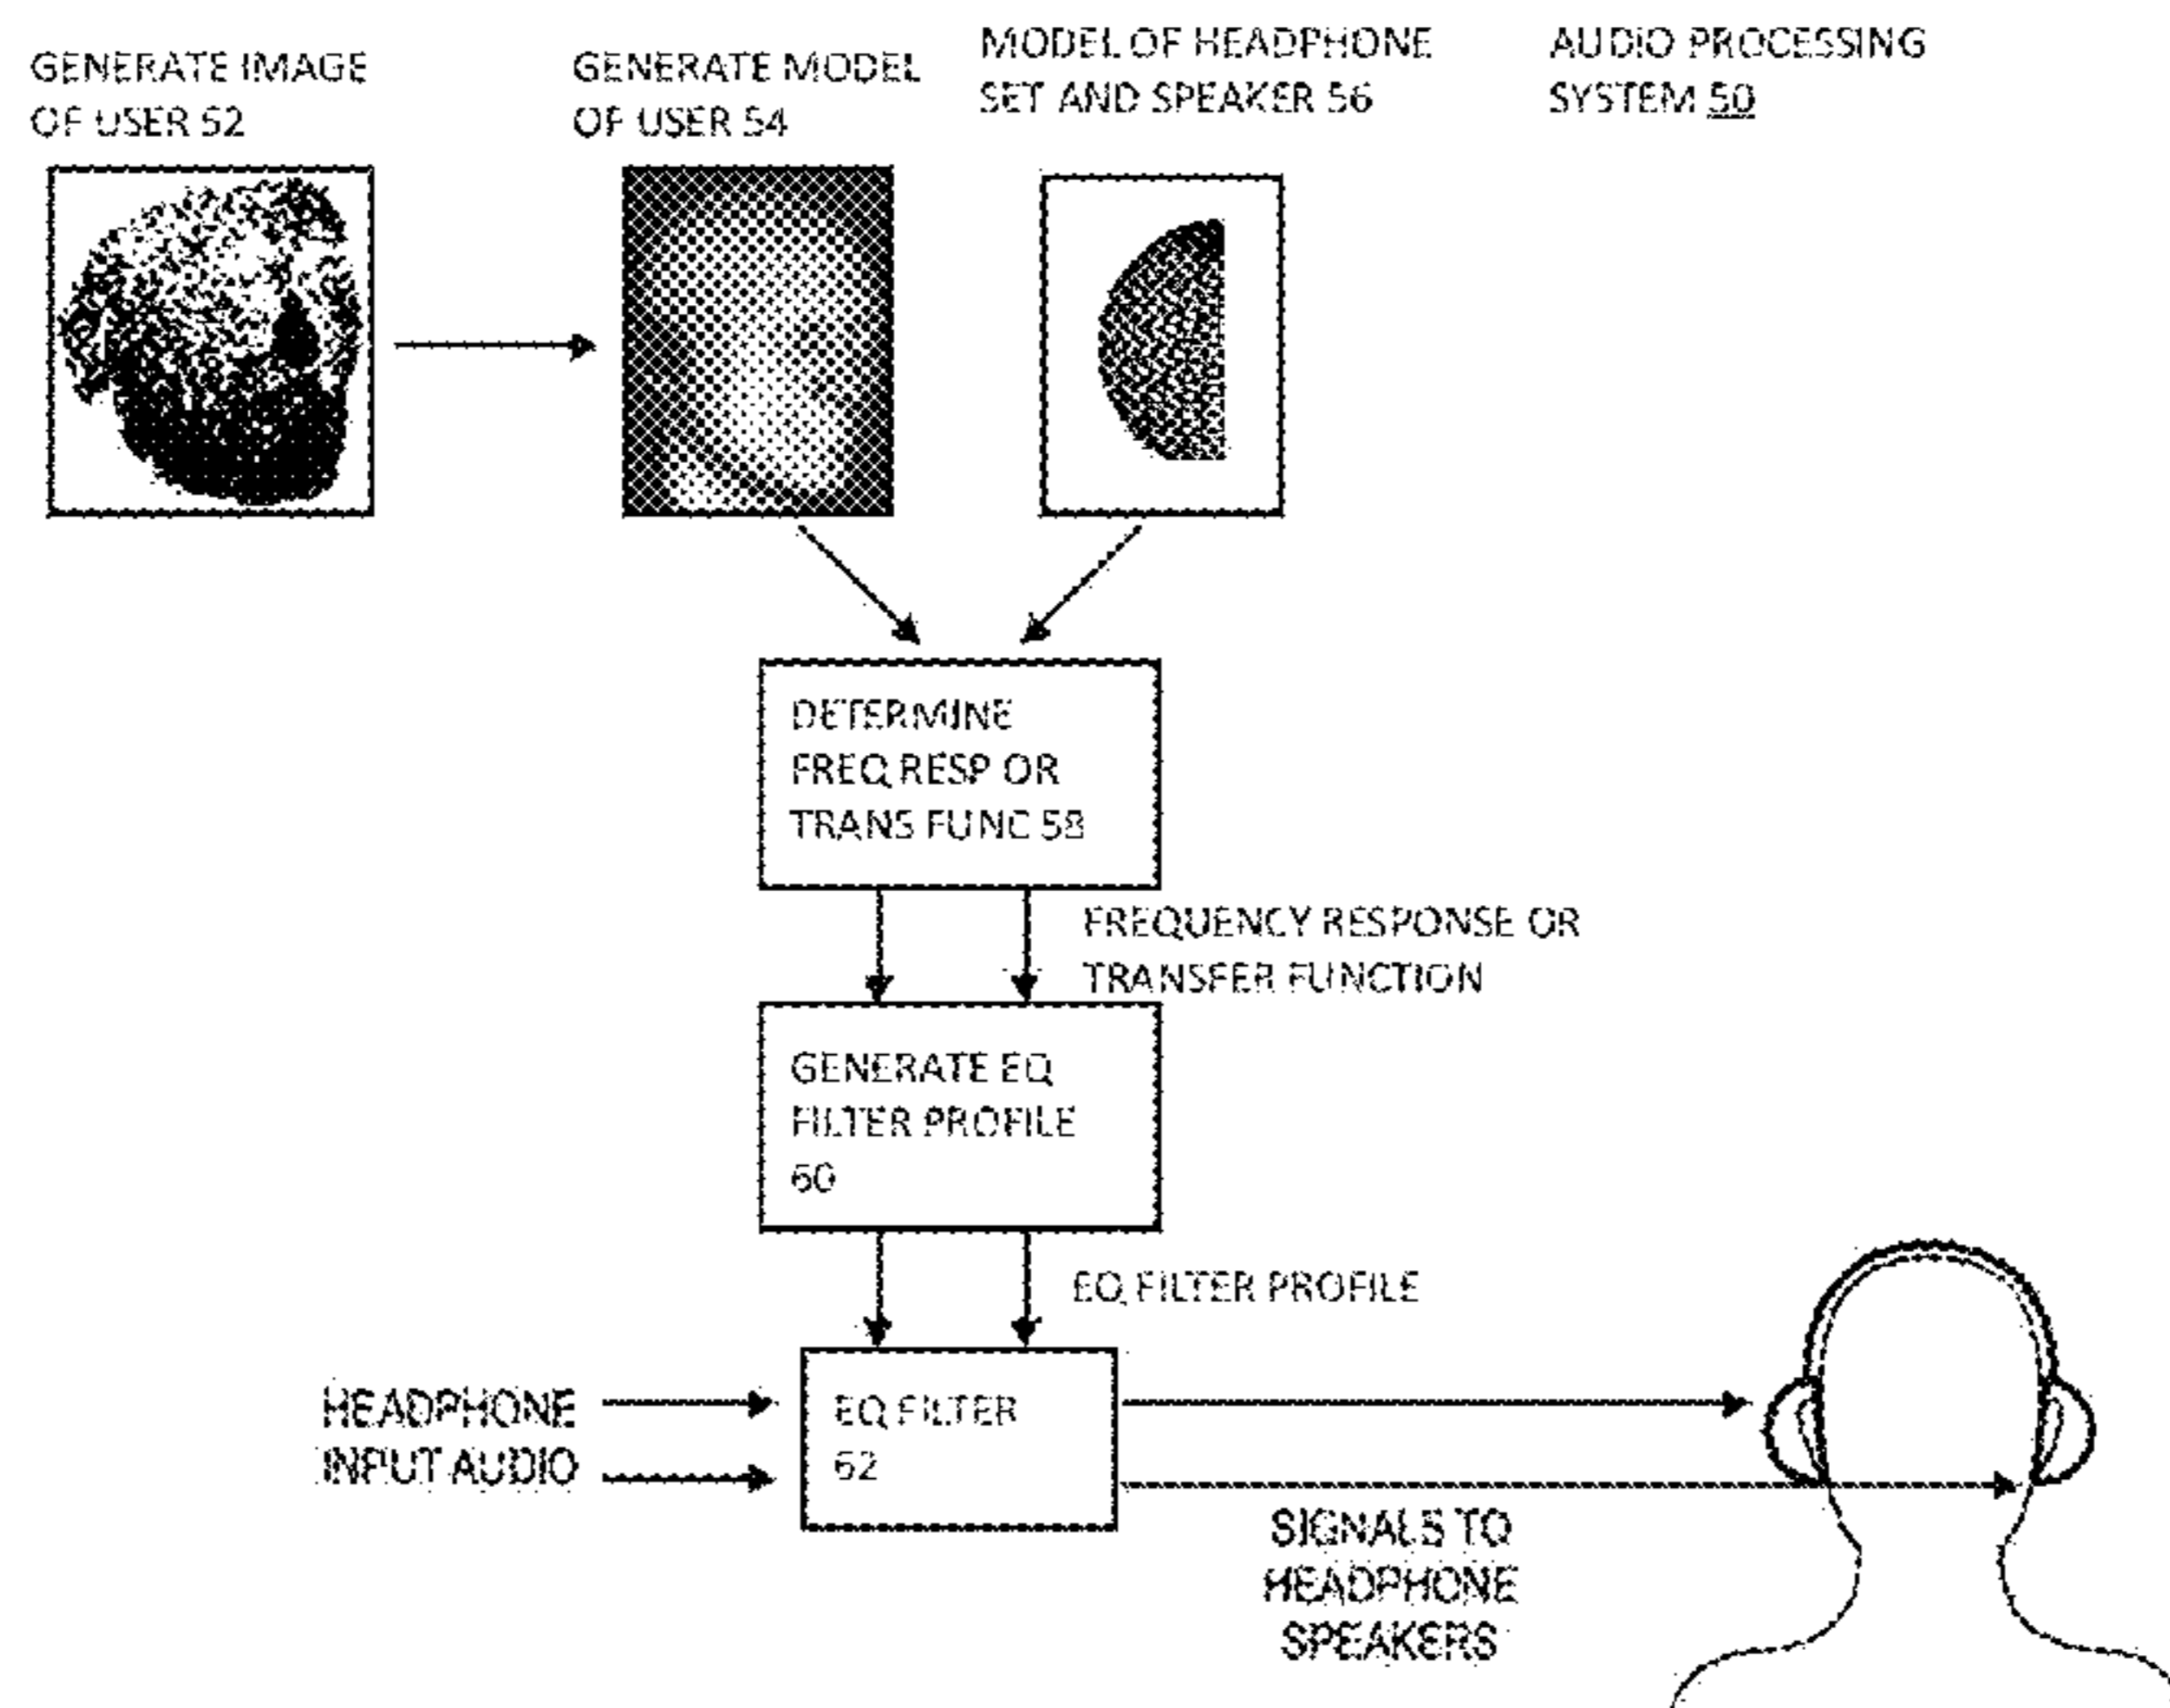 GENERATE IMAGE
OF USER 52
GENERATE MODEL
OF USER 54
MODEL OF HEADPHONE
SET AND SPEAKER 56
AUDIO PROCESSING
SYSTEM 50
DETERMINE
FREQ RESP OR
TRANS FUNC 58
FREQUENCY RESPONSE OR
TRANSFER FUNCTION
GENERATE EQ
FILTER PROFILE
60
EQ FILTER PROFILE
HEADPHONE
INPUT AUDIO
EQ FILTER
62
SIGNALS TO
HEADPHONE
SPEAKERS